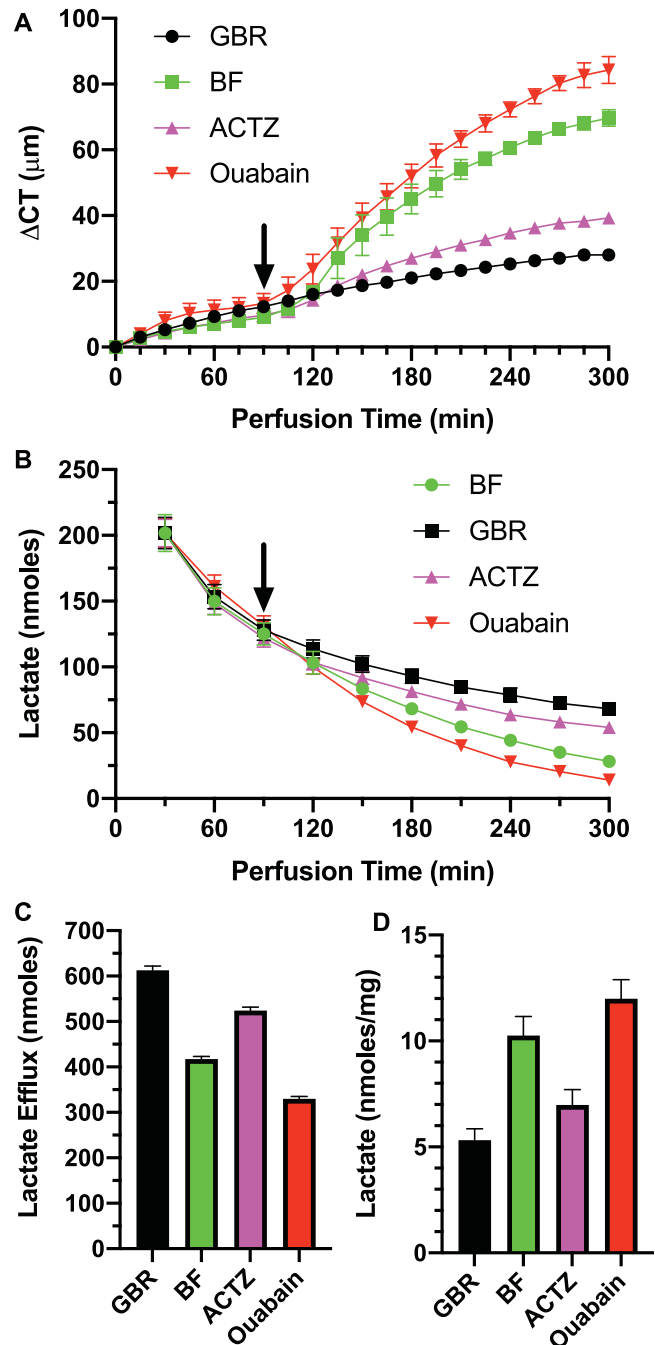 A
GBR
BF
ACTZ
Ouabain
ΔCT (μm)
100
80
60
40
20
0
0 60 120 180 240 300
Perfusion Time (min)
B
BF
GBR
ACTZ
Ouabain
Lactate (nmoles)
250
200
150
100
50
0
0 60 120 180 240 300
Perfusion Time (min)
C
Lactate Efflux (nmoles)
700
600
500
400
300
200
100
0
GBR BF ACTZ Ouabain
D
Lactate (nmoles/mg)
15
10
5
0
GBR BF ACTZ Ouabain